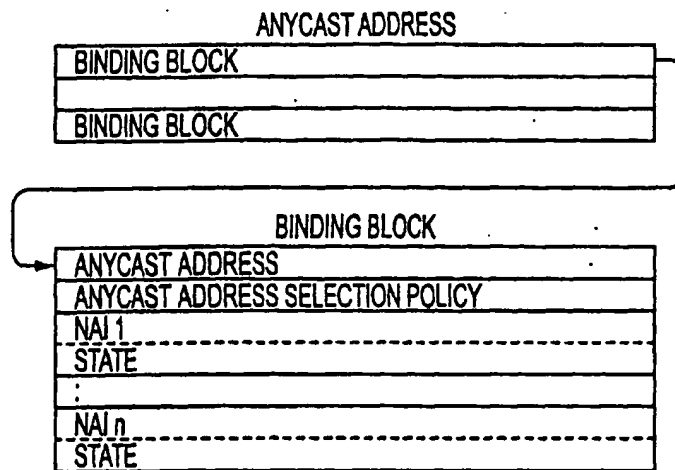 ANYCAST ADDRESS
BINDING BLOCK
BINDING BLOCK
BINDING BLOCK
ANYCAST ADDRESS
ANYCAST ADDRESS SELECTION POLICY
NAI 1
STATE
:
NAI n
STATE